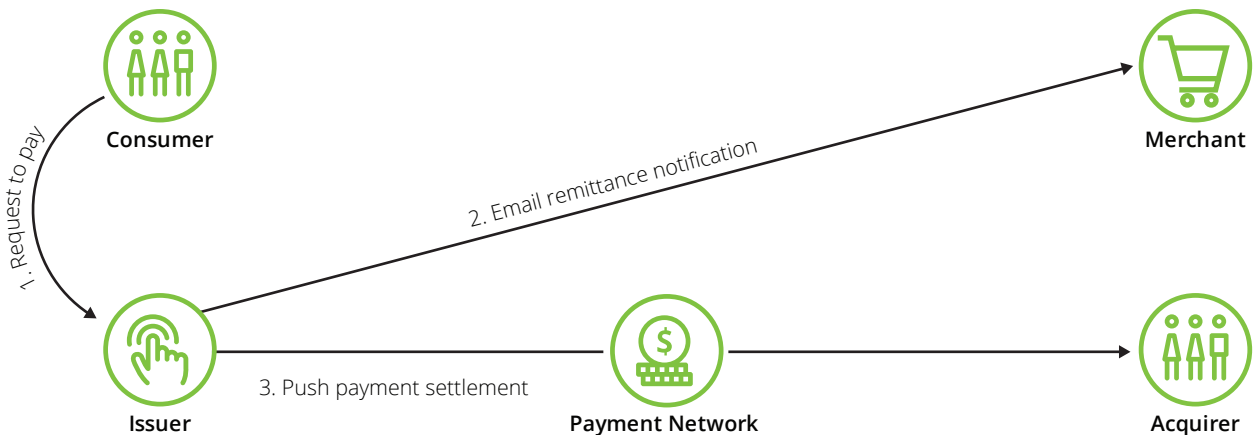 Consumer
Merchant
1. Request to pay
2. Email remittance notification
$
3. Push payment settlement
Issuer
Payment Network
Acquirer